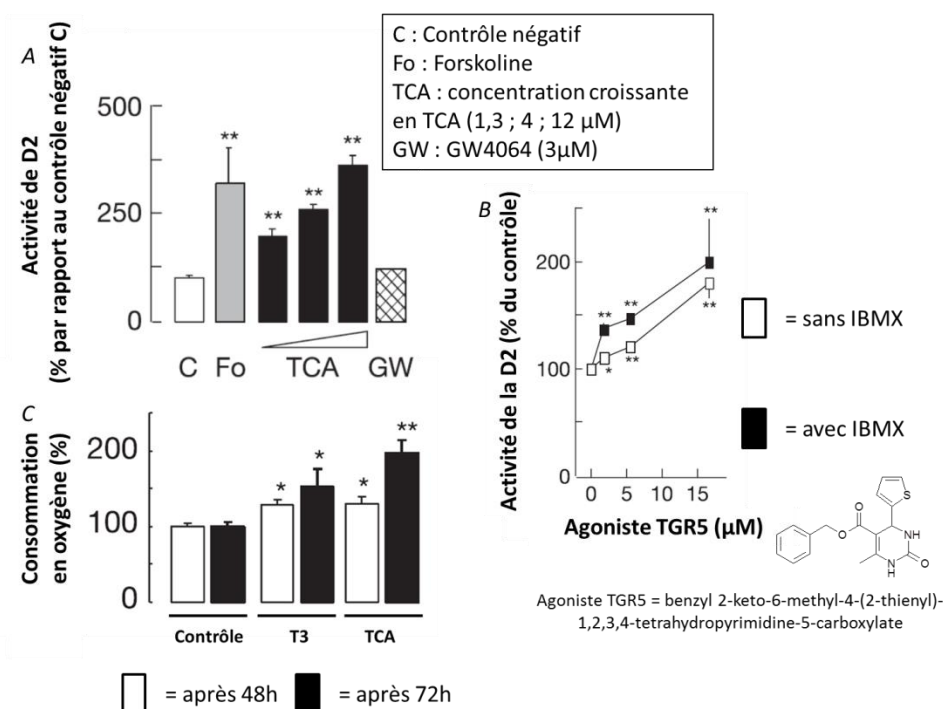 C : Contrôle négatif
Fo : Forskoline
TCA : concentration croissante
en TCA (1,3 ; 4 ; 12 µM)
GW : GW4064 (3µM)
A
Activité de D2
(% par rapport au contrôle négatif C)
500
250
0
**
**
**
**
C Fo TCA GW
B
Activité de la D2 (% du contrôle)
200
100
0
**
**
**
**
*
**
0 5 10 15
Agoniste TGR5 (µM)
= sans IBMX
= avec IBMX
S
O
O
NH
N
H
O
Agoniste TGR5 = benzyl 2-keto-6-methyl-4-(2-thienyl)-
1,2,3,4-tetrahydropyrimidine-5-carboxylate
C
Consommation
en oxygène (%)
200
100
0
*
*
*
**
Contrôle T3 TCA
= après 48h = après 72h